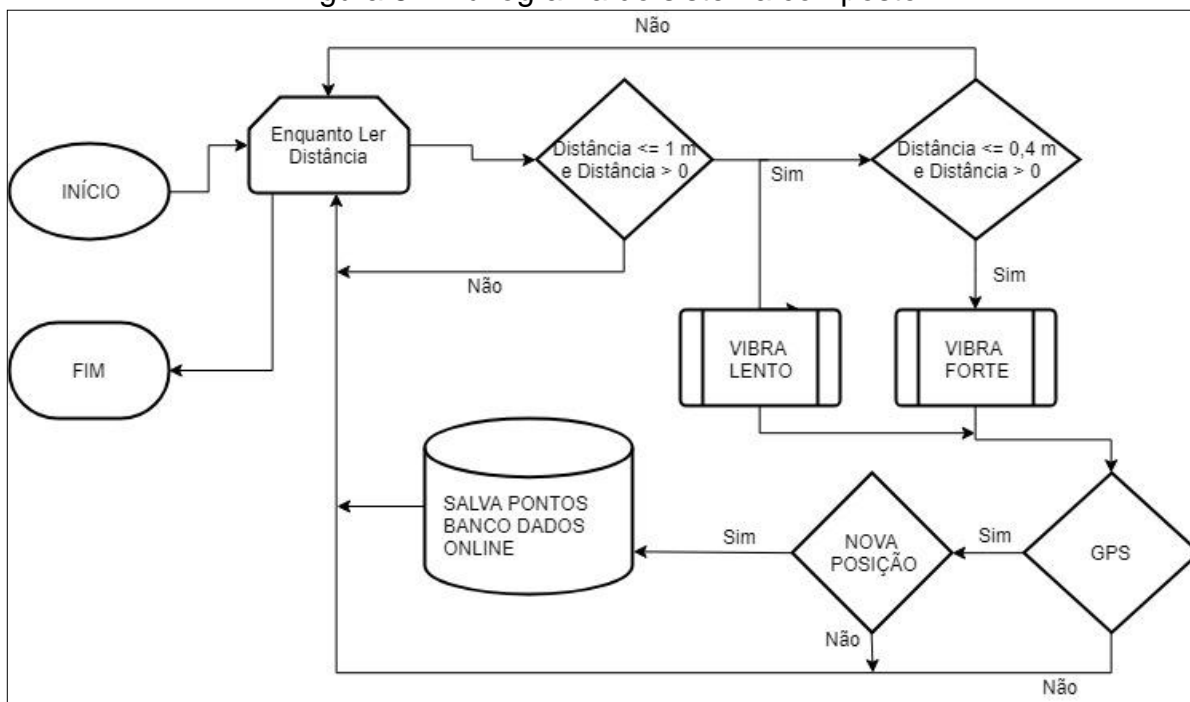 Não
Enquanto Ler
Distância
Distância <= 1 m
e Distância > 0
Distância <= 0,4 m
e Distância > 0
INÍCIO
Sim
Não
Sim
FIM
VIBRA
LENTO
VIBRA
FORTE
SALVA PONTOS
BANCO DADOS
ONLINE
Sim
NOVA
POSIÇÃO
Sim
GPS
Não
Não